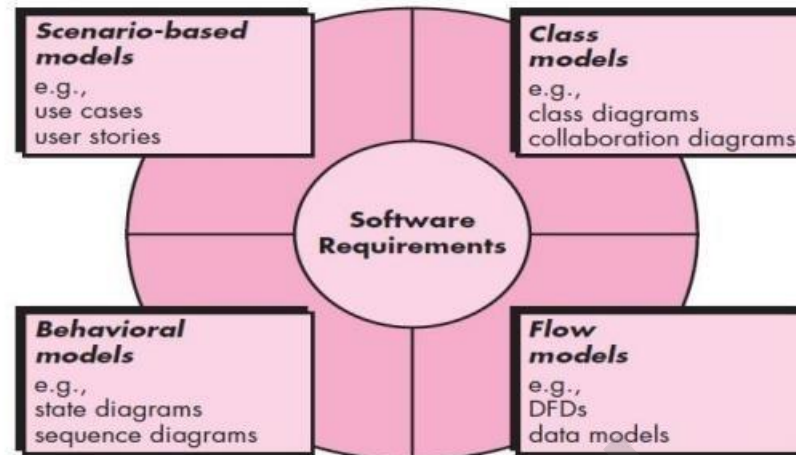 Scenario-based
models
e.g.,
use cases
user stories
Class
models
e.g.,
class diagrams
collaboration diagrams
Software
Requirements
Behavioral
models
e.g.,
state diagrams
sequence diagrams
Flow
models
e.g.,
DFDs
data models